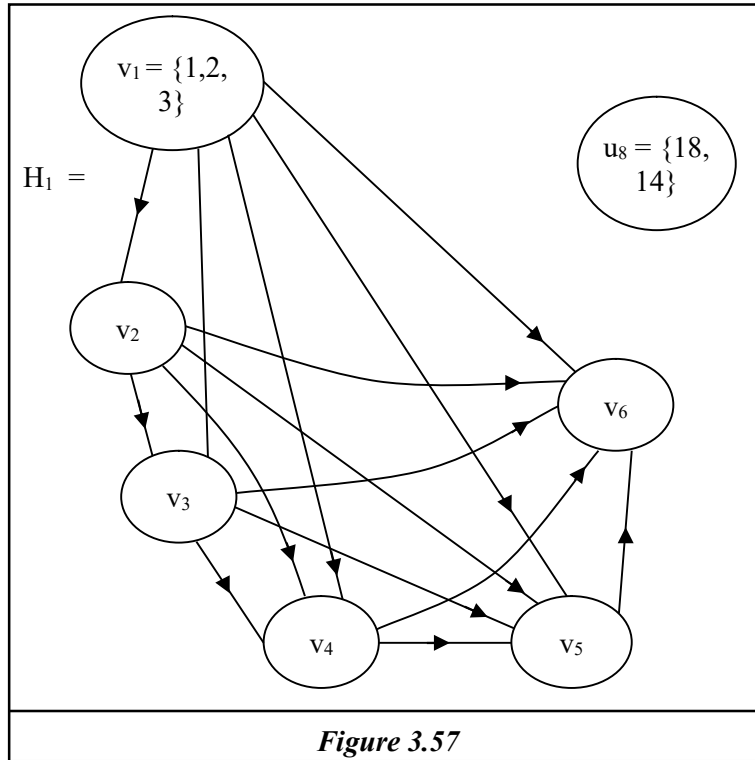 v₁ = {1,2,
3}
u₈ = {18,
14}
H₁ =
v₂
v₆
v₃
v₄
v₅
Figure 3.57